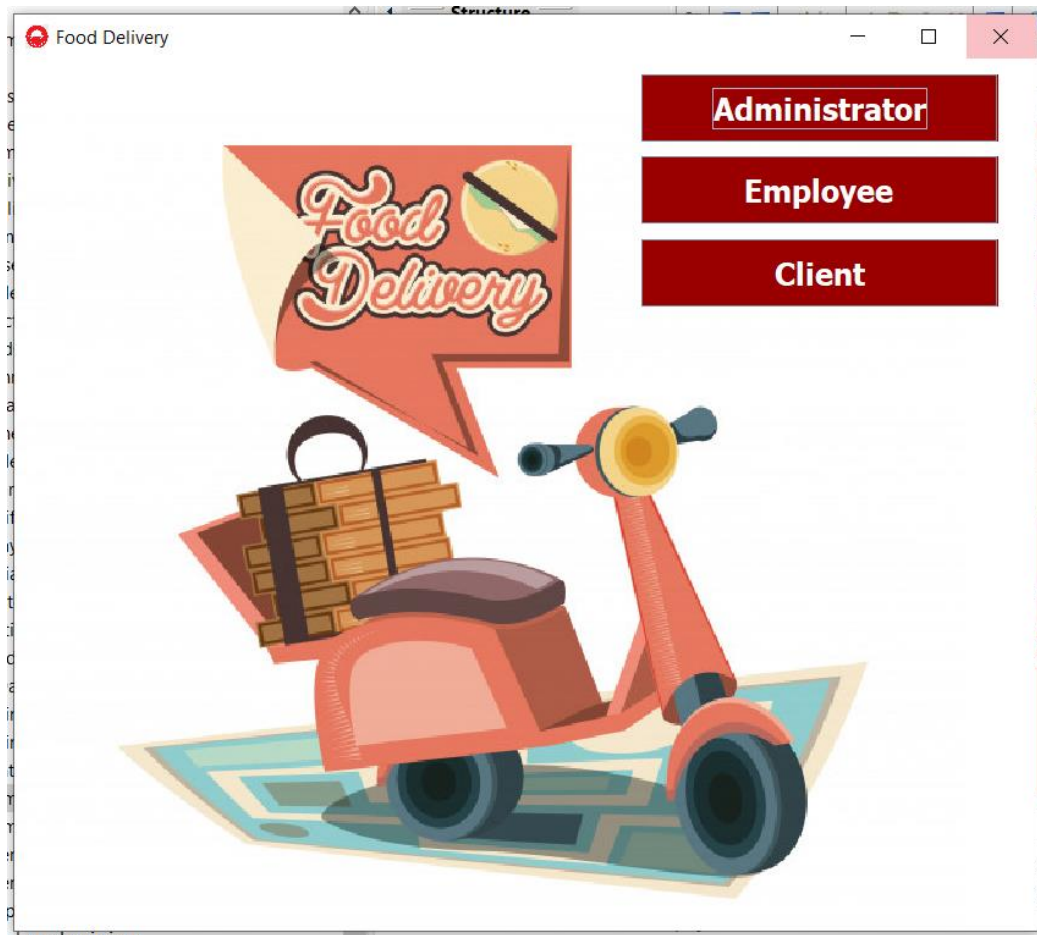 Structure
Food Delivery
Administrator
Employee
Client
Food
Delivery